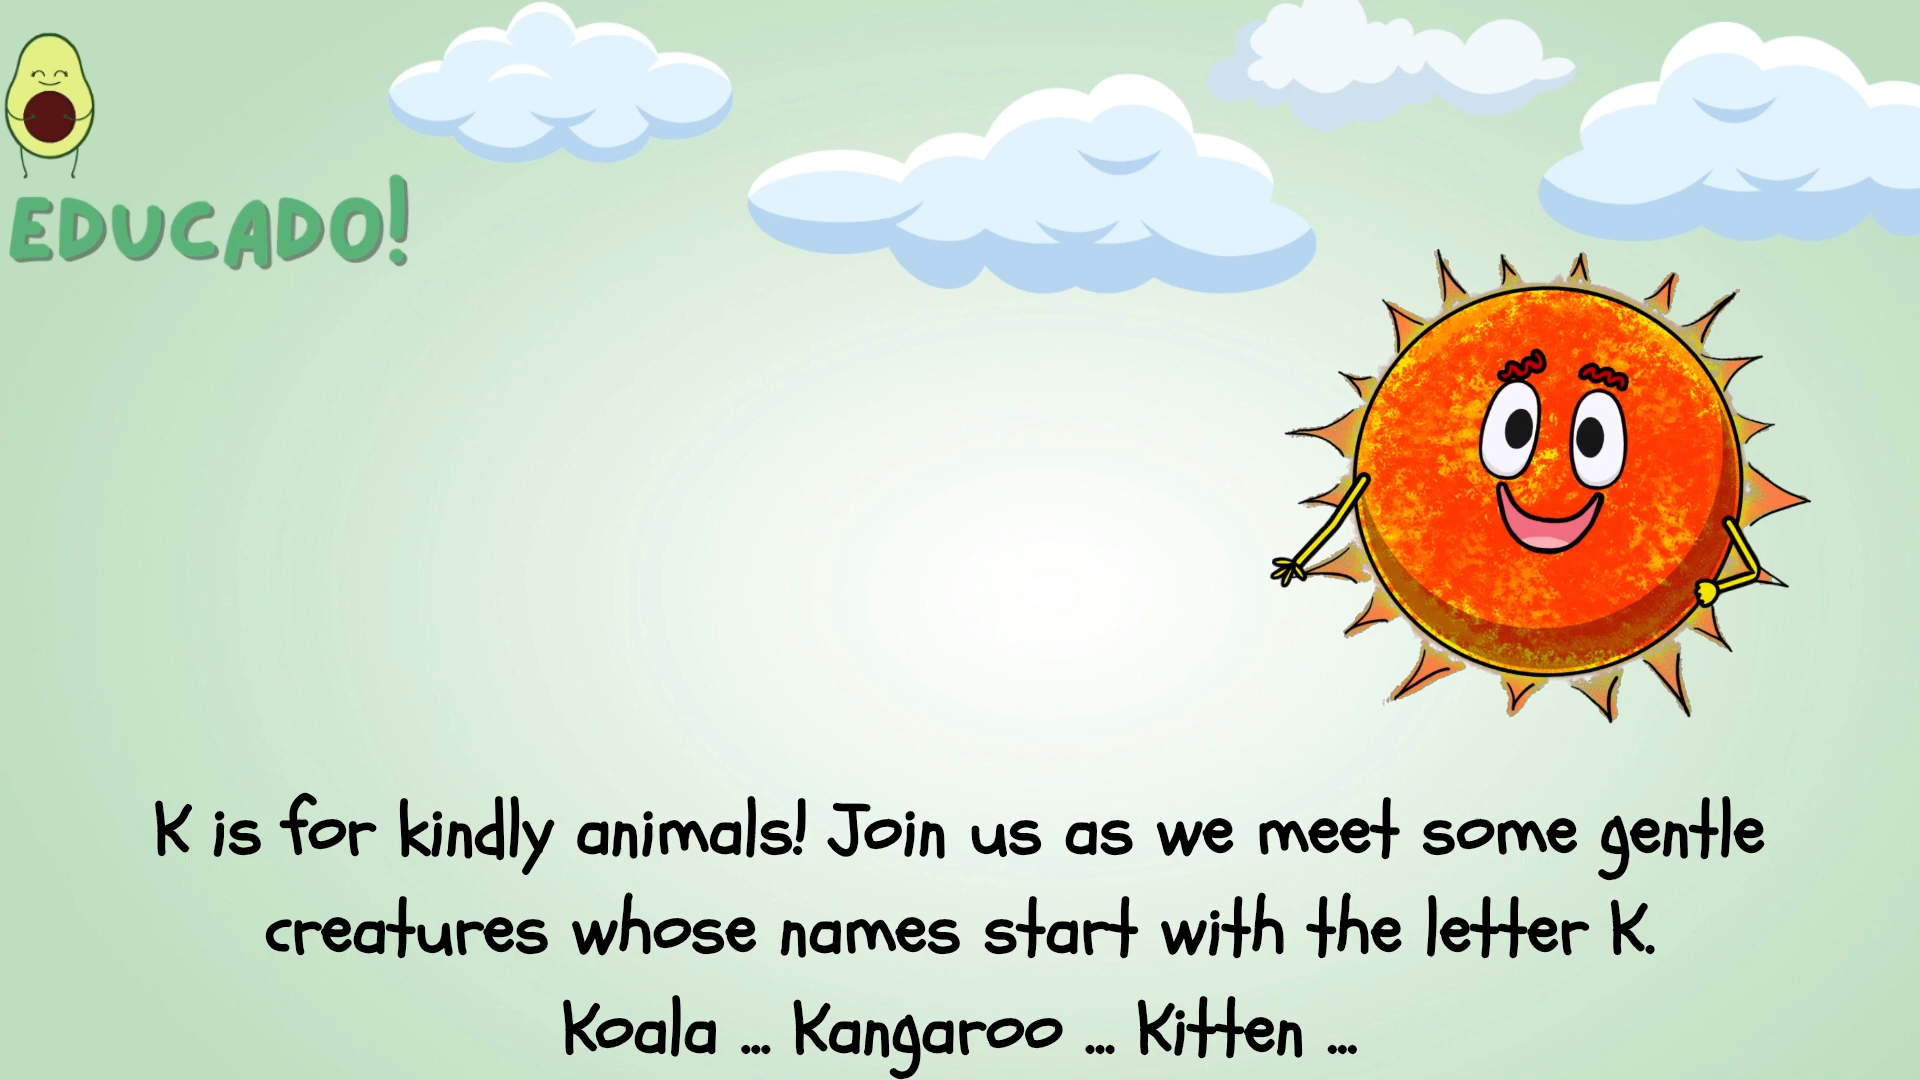 EDUCADO!
K is for kindly animals! Join us as we meet some gentle
creatures whose names start with the letter K.
Koala ... Kangaroo ... Kitten ...